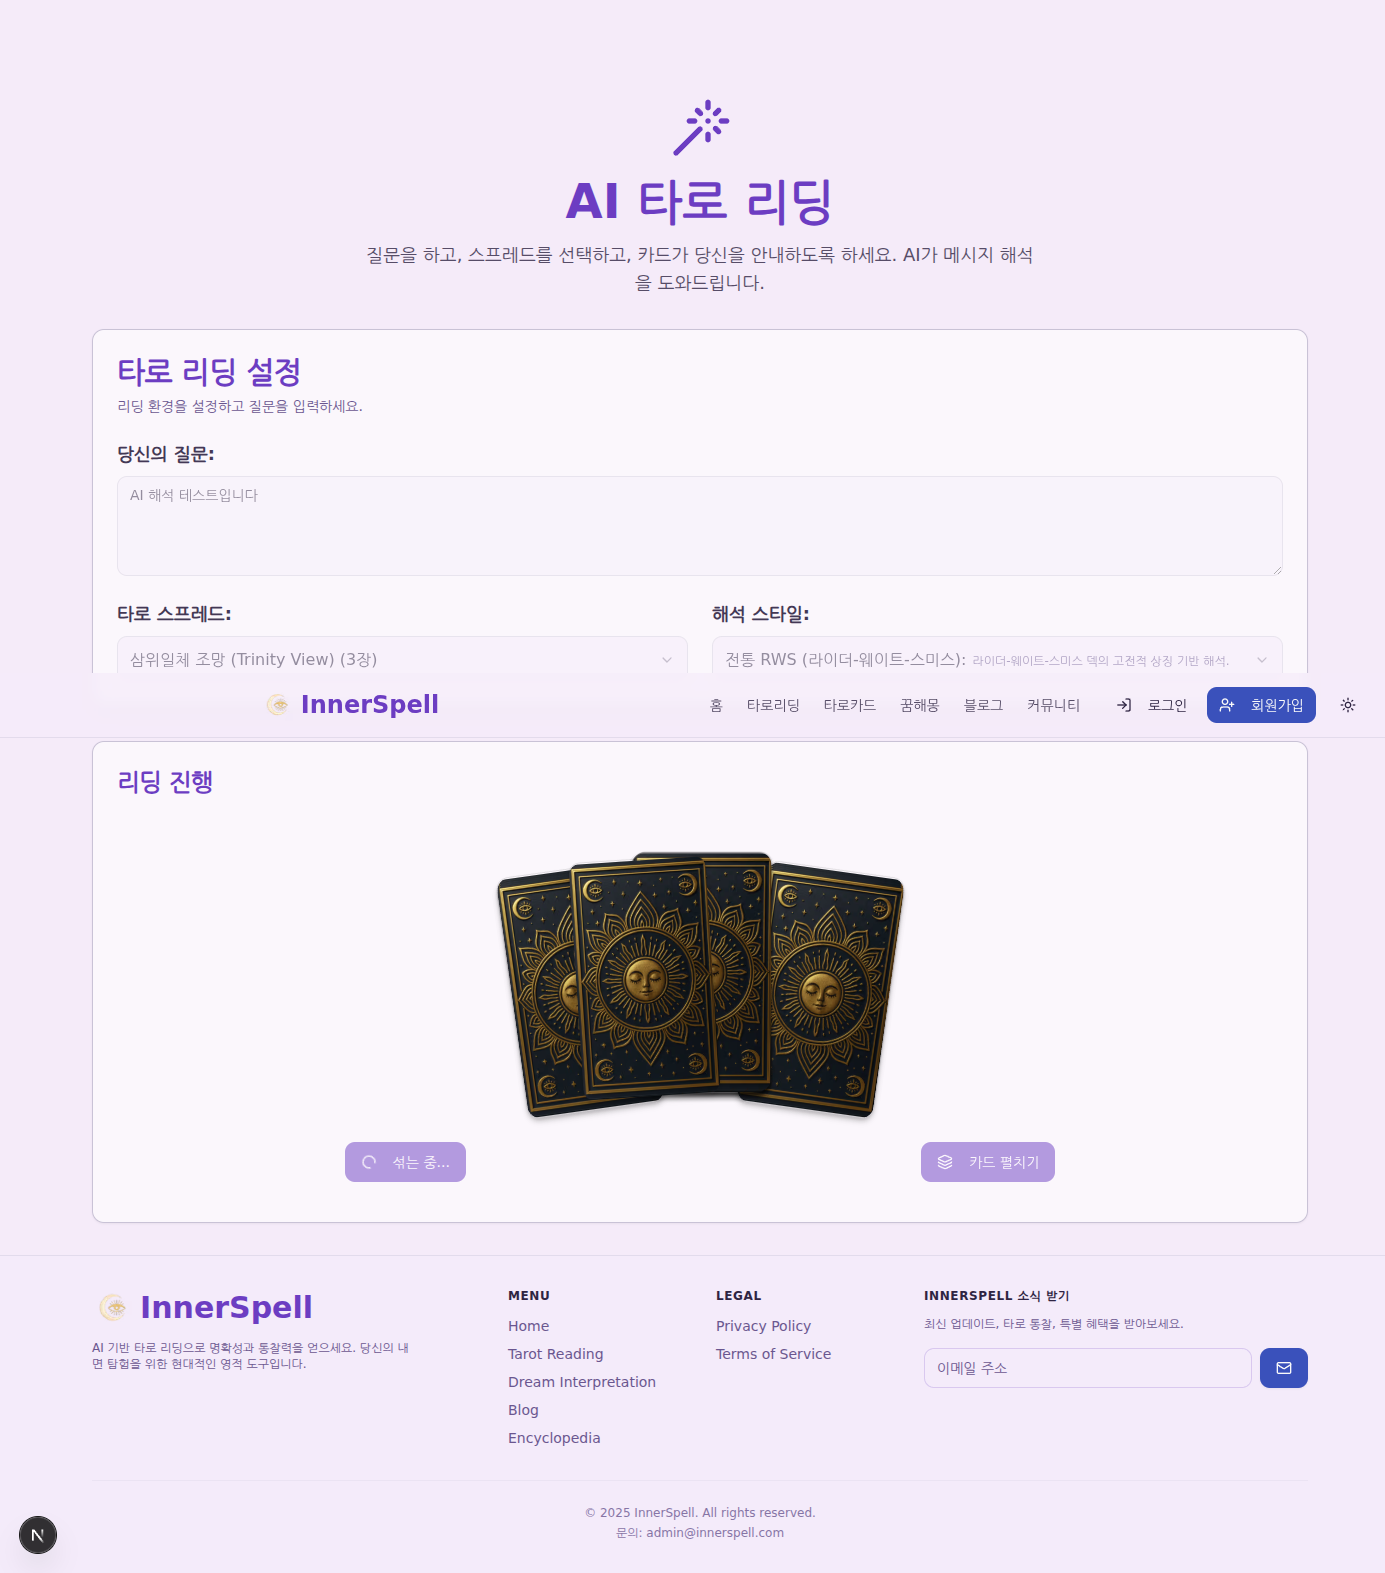 AI 타로 리딩
질문을 하고, 스프레드를 선택하고, 카드가 당신을 안내하도록 하세요. AI가 메시지 해석
을 도와드립니다.
타로 리딩 설정
리딩 환경을 설정하고 질문을 입력하세요.
당신의 질문:
AI 해석 테스트입니다
타로 스프레드:
해석 스타일:
삼위일체 조망 (Trinity View) (3장)
전통 RWS (라이더-웨이트-스미스): 라이더-웨이트-스미스 덱의 고전적 상징 기반 해석.
InnerSpell
홈 타로리딩 타로카드 꿈해몽 블로그 커뮤니티 로그인 회원가입
리딩 진행
섞는 중...
카드 펼치기
InnerSpell
AI 기반 타로 리딩으로 명확성과 통찰력을 얻으세요. 당신의 내
면 탐험을 위한 현대적인 영적 도구입니다.
MENU
Home
Tarot Reading
Dream Interpretation
Blog
Encyclopedia
LEGAL
Privacy Policy
Terms of Service
INNERSPELL 소식 받기
최신 업데이트, 타로 통찰, 특별 혜택을 받아보세요.
이메일 주소
© 2025 InnerSpell. All rights reserved.
문의: admin@innerspell.com
N